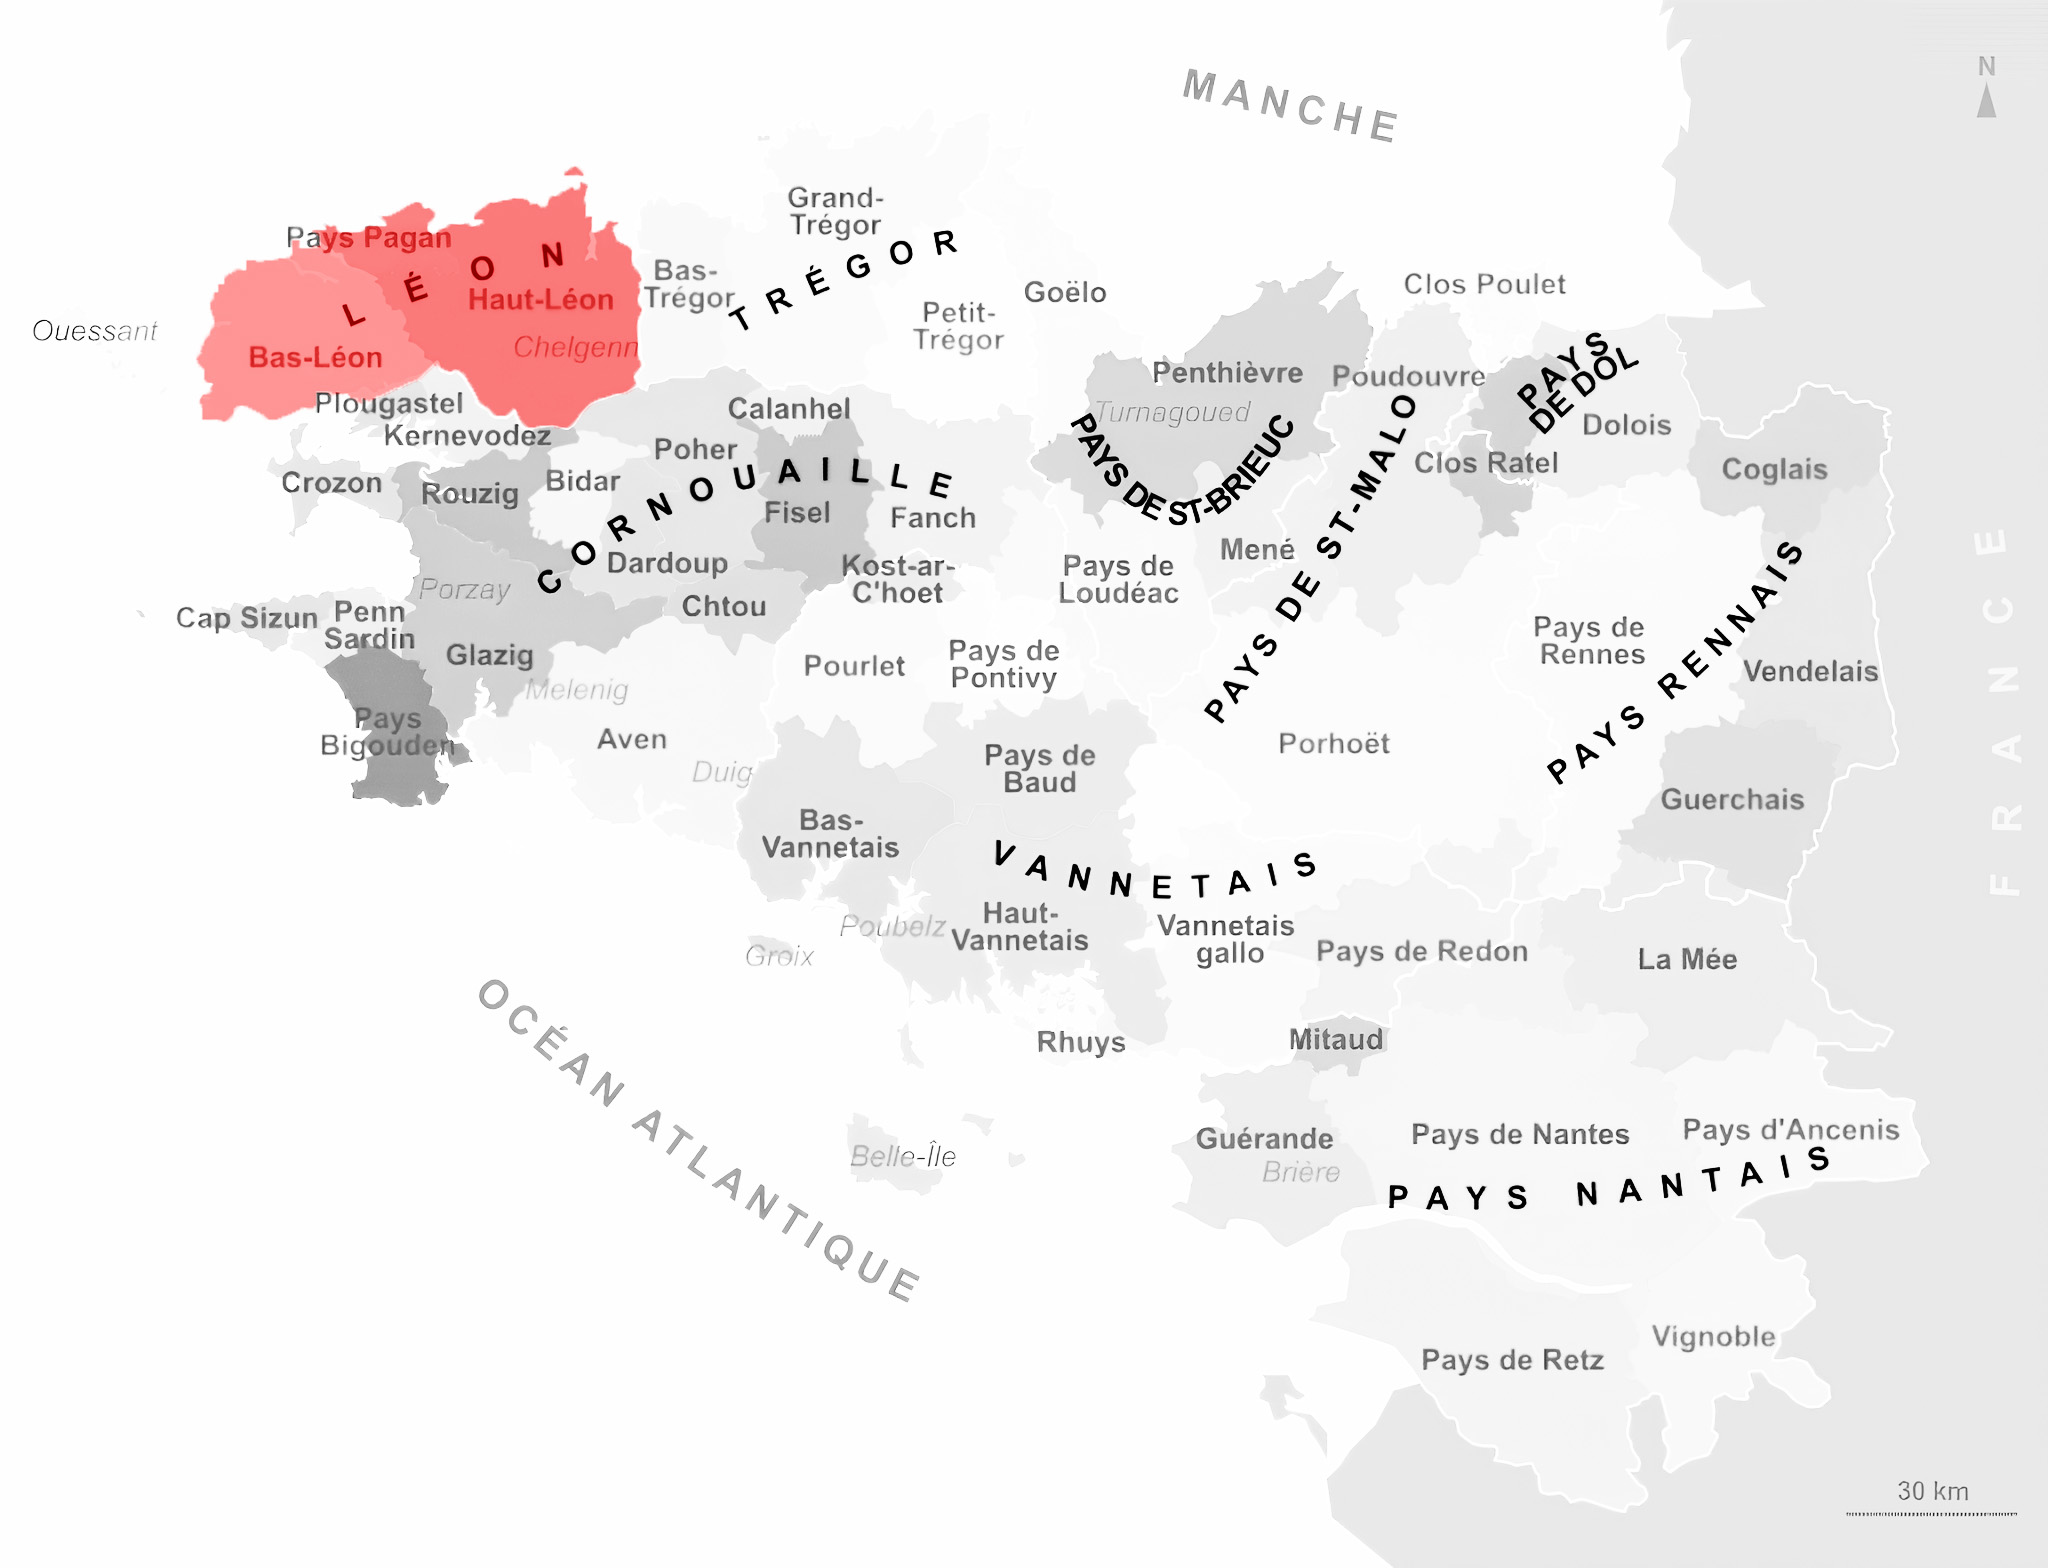 MANCHE
N
Grand-
Trégor
Pays Pagan
LÉON
TRÉGOR
Bas-
Trégor
Haut-Léon
Goëlo
Clos Poulet
Petit-
Trégor
Ouessant
Bas-Léon
Chelgenn
PAYS
DE DOL
Penthièvre
Poudouvre
Plougastel
Calanhel
Turnagoued
Dolois
Kernevodez
Poher
PAYS DE ST-BRIEUC
PAYS DE ST-MALO
Clos Ratel
Coglais
Crozon
Rouzig
Bidar
CORNOUAILLE
Fisel
Fanch
Mené
FRANCE
Dardoup
Kost-ar-
C'hoet
Pays de
Loudéac
Porzay
Chtou
Cap Sizun
Penn
Sardin
Pays de
Rennes
PAYS RENNAIS
Glazig
Pourlet
Pays de
Pontivy
Vendelais
Melenig
Pays
Bigouden
Aven
Porhoët
Duig
Pays de
Baud
Guerchais
Bas-
Vannetais
VANNETAIS
Poubelz
Haut-
Vannetais
Vannetais
gallo
Groix
Pays de Redon
La Mée
OCÉAN ATLANTIQUE
Rhuys
Mitaud
Guérande
Pays de Nantes
Pays d'Ancenis
Belle-Île
Brière
PAYS NANTAIS
Vignoble
Pays de Retz
30 km